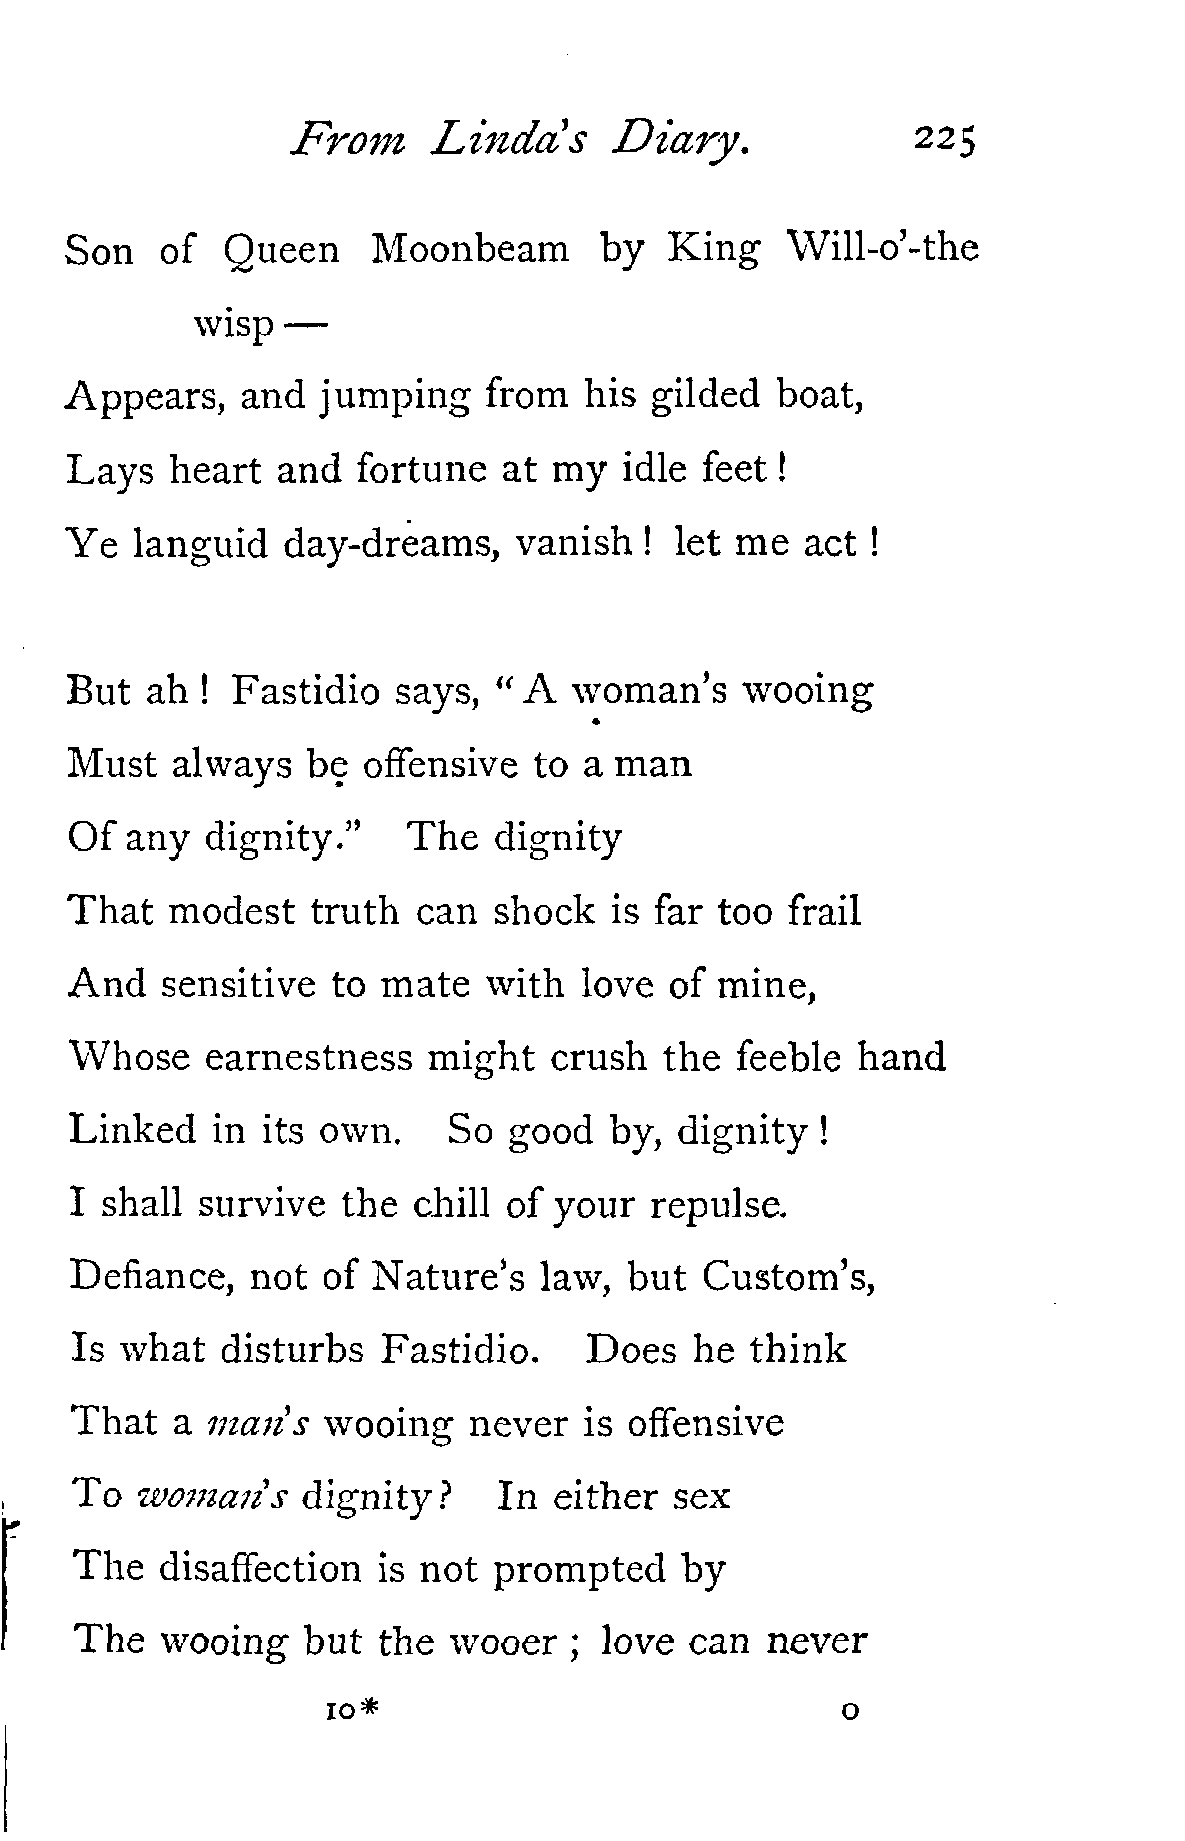 From Linda's Diary. 225
Son of Queen Moonbeam by King Will-o'-the
wisp —
Appears, and jumping from his gilded boat,
Lays heart and fortune at my idle feet!
Ye languid day-dreams, vanish! let me act!
But ah! Fastidio says, "A woman's wooing
Must always be offensive to a man
Of any dignity." The dignity
That modest truth can shock is far too frail
And sensitive to mate with love of mine,
Whose earnestness might crush the feeble hand
Linked in its own. So good by, dignity!
I shall survive the chill of your repulse.
Defiance, not of Nature's law, but Custom's,
Is what disturbs Fastidio. Does he think
That a man's wooing never is offensive
To woman's dignity? In either sex
The disaffection is not prompted by
The wooing but the wooer; love can never
10* O